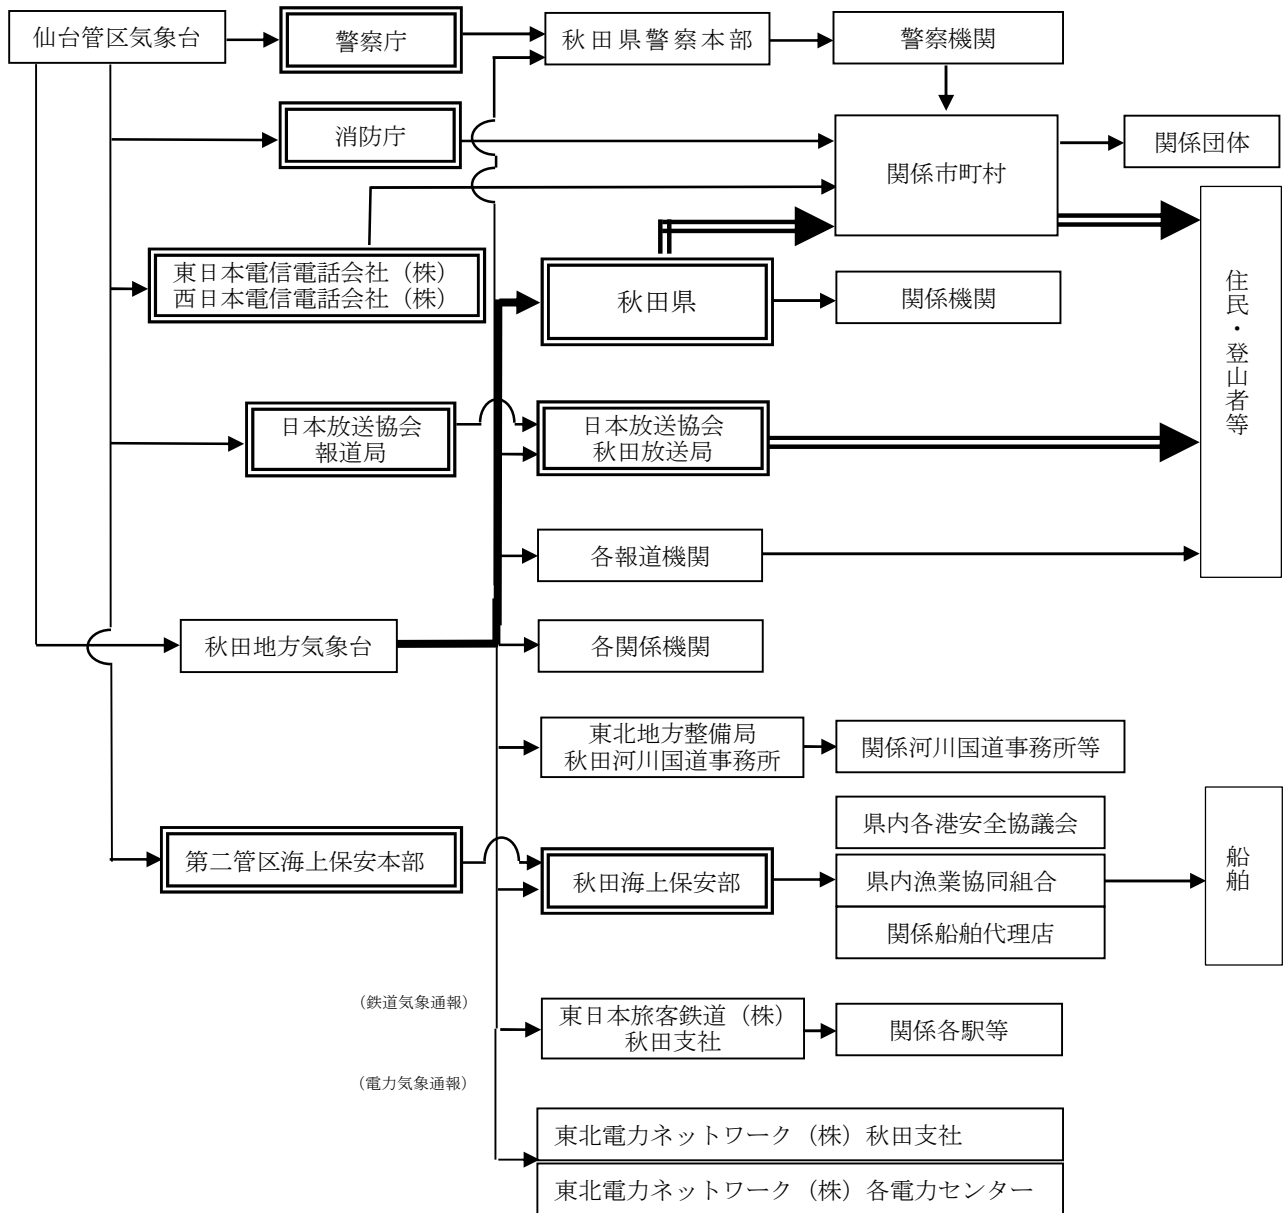 仙台管区気象台
警察庁
秋田県警察本部
警察機関
消防庁
関係市町村
関係団体
東日本電信電話会社（株）
西日本電信電話会社（株）
秋田県
関係機関
住民・登山者等
日本放送協会
報道局
日本放送協会
秋田放送局
各報道機関
秋田地方気象台
各関係機関
東北地方整備局
秋田河川国道事務所
関係河川国道事務所等
県内各港安全協議会
第二管区海上保安本部
秋田海上保安部
県内漁業協同組合
船舶
関係船舶代理店
（鉄道気象通報）
東日本旅客鉄道（株）
秋田支社
関係各駅等
（電力気象通報）
東北電力ネットワーク（株）秋田支社
東北電力ネットワーク（株）各電力センター